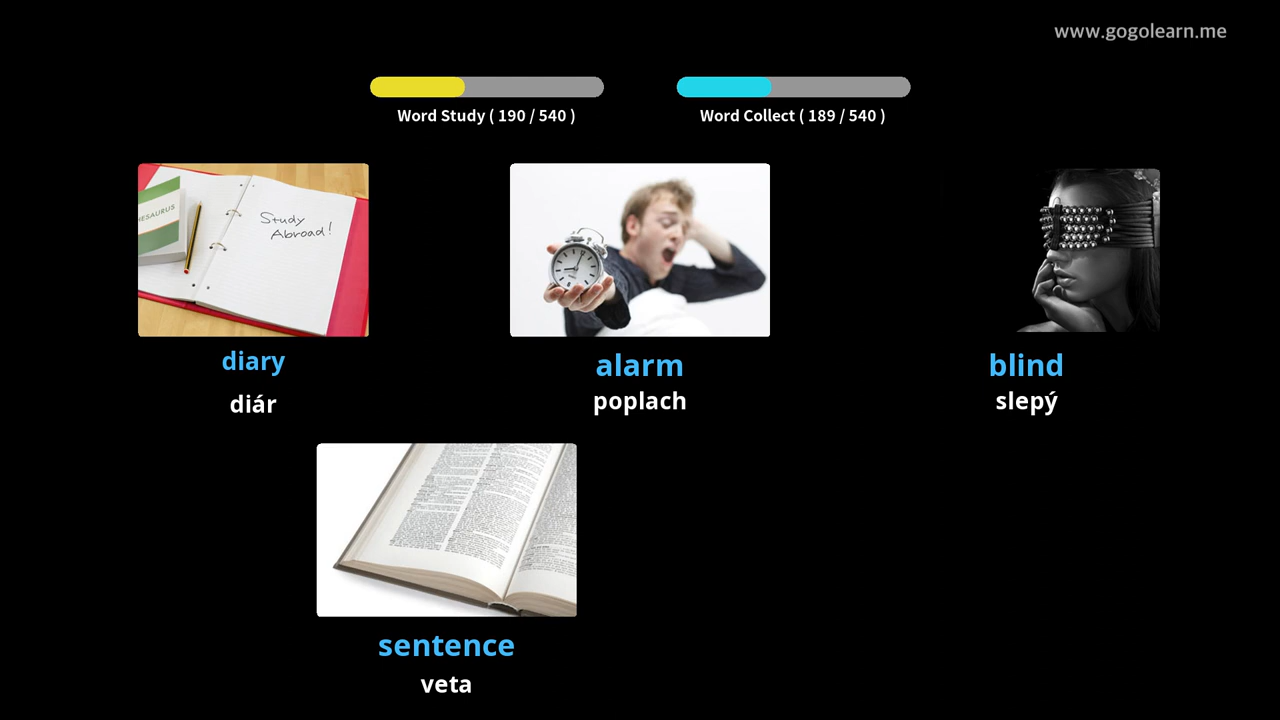 www.gogolearn.me
Word Study ( 190 / 540 )
Word Collect ( 189 / 540 )
HESAURUS
Study
Abroad!
diary
diár
alarm
poplach
blind
slepý
sentence
veta